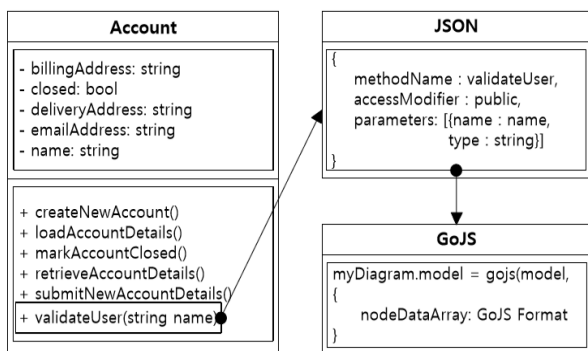 Account
- billingAddress: string
- closed: bool
- deliveryAddress: string
- emailAddress: string
- name: string
+ createNewAccount()
+ loadAccountDetails()
+ markAccountClosed()
+ retrieveAccountDetails()
+ submitNewAccountDetails()
+ validateUser(string name)
JSON
{
methodName : validateUser,
accessModifier : public,
parameters: [{name : name,
type : string}]
}
GoJS
myDiagram.model = gojs(model,
{
nodeDataArray: GoJS Format
}